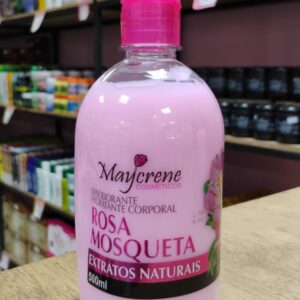 Maycrene
COSMÉTICOS
DESODORANTE
HIDRATANTE CORPORAL
ROSA
MOSQUETA
EXTRATOS NATURAIS
500ml